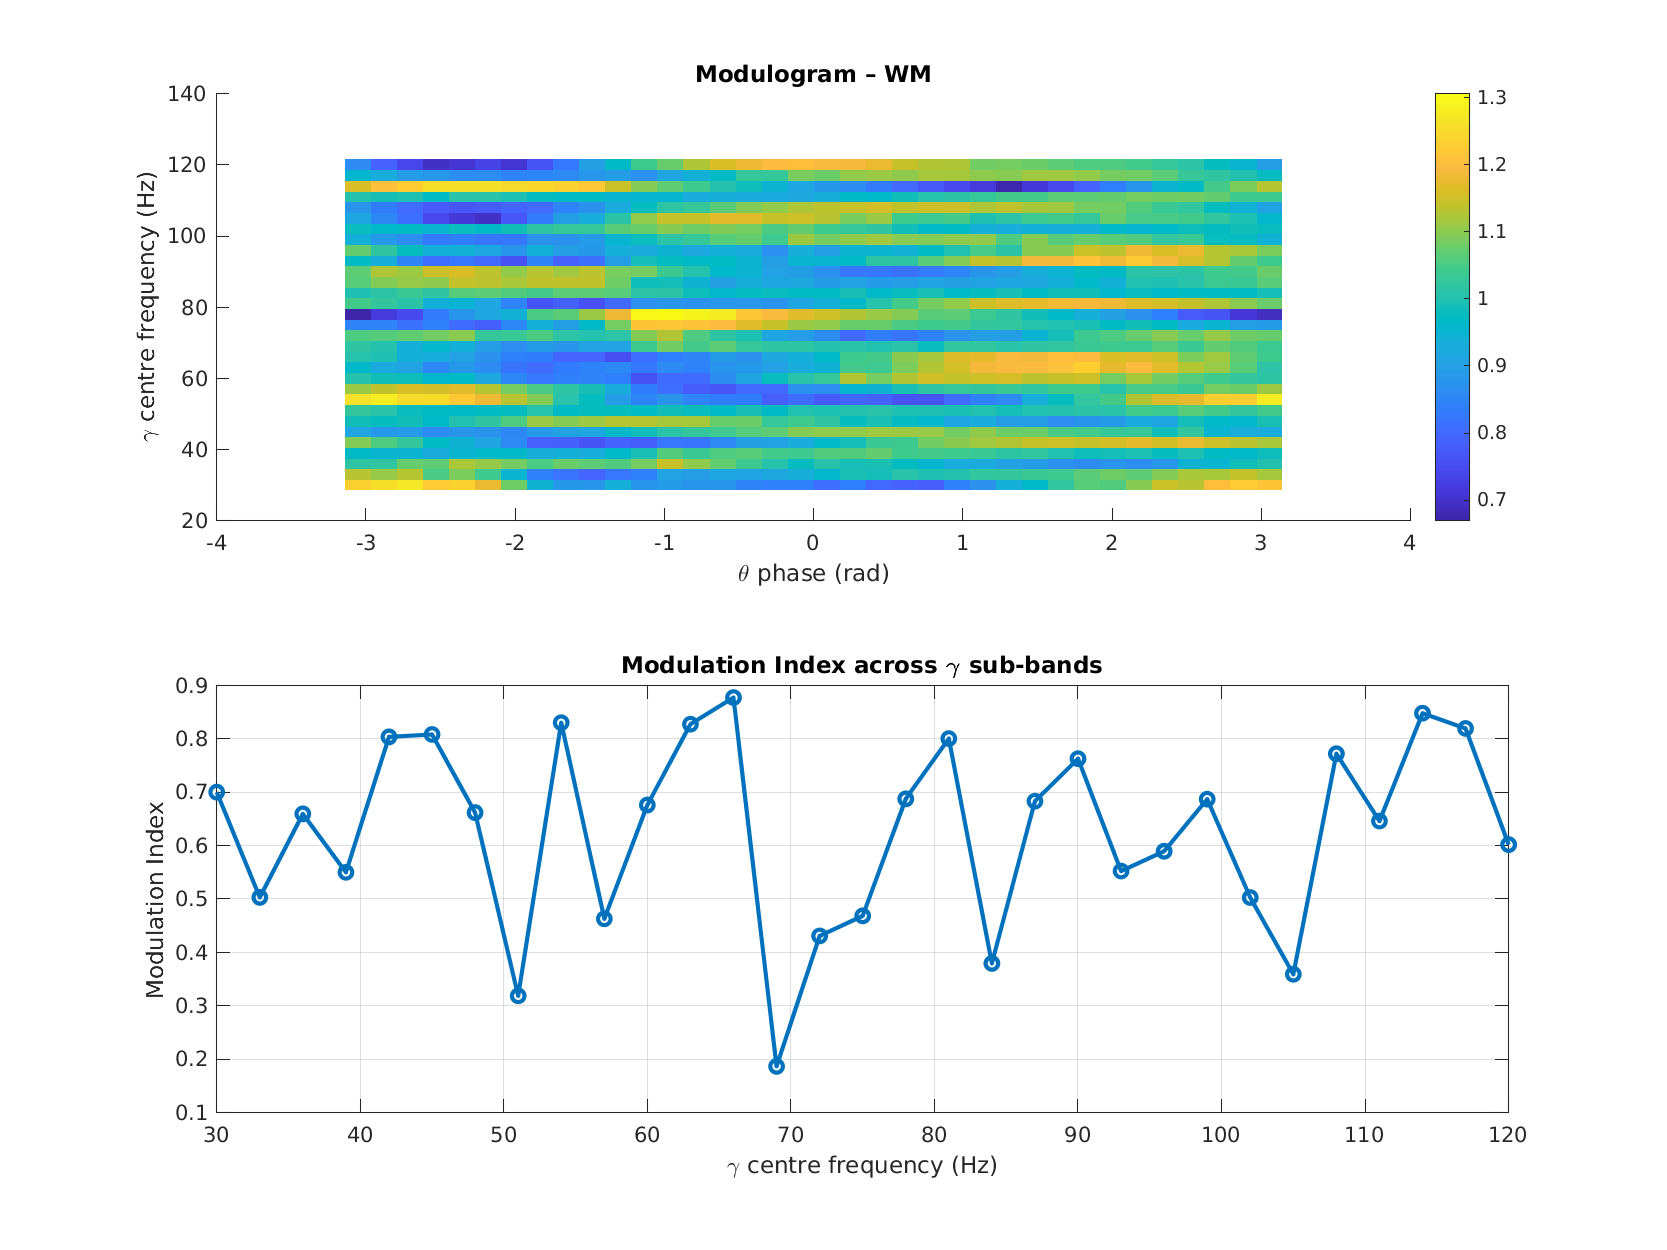 Modulogram – WM
140
120
100
80
60
40
20
γ centre frequency (Hz)
-4 -3 -2 -1 0 1 2 3 4
θ phase (rad)
1.3
1.2
1.1
1
0.9
0.8
0.7
Modulation Index across γ sub-bands
0.9
0.8
0.7
0.6
0.5
0.4
0.3
0.2
0.1
Modulation Index
30 40 50 60 70 80 90 100 110 120
γ centre frequency (Hz)